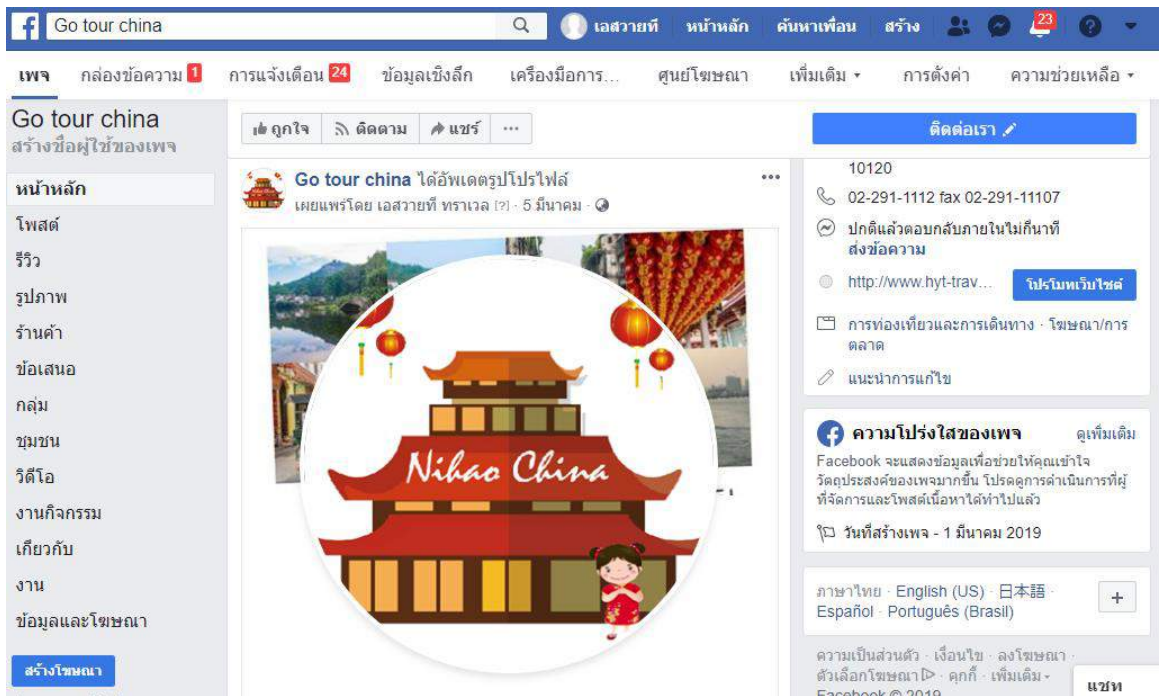 Go tour china
เอสวายที หน้าหลัก ค้นหาเพื่อน สร้าง 23
เพจ กล่องข้อความ 1 การแจ้งเตือน 24 ข้อมูลเชิงลึก เครื่องมือการ... ศูนย์โฆษณา เพิ่มเติม การตั้งค่า ความช่วยเหลือ
Go tour china
สร้างชื่อผู้ใช้ของเพจ
หน้าหลัก
โพสต์
รีวิว
รูปภาพ
ร้านค้า
ข้อเสนอ
กลุ่ม
ชุมชน
วิดีโอ
งานกิจกรรม
เกี่ยวกับ
งาน
ข้อมูลและโฆษณา
สร้างโฆษณา
ถูกใจ ติดตาม แชร์ ...
Go tour china ได้อัพเดตรูปโปรไฟล์
เผยแพร่โดย เอสวายที ทราเวล [?] · 5 มีนาคม ·
Nihao China
ติดต่อเรา
10120
02-291-1112 fax 02-291-11107
ปกติแล้วตอบกลับภายในไม่กี่นาที
ส่งข้อความ
http://www.hyt-trav... โปรโมทเว็บไซต์
การท่องเที่ยวและการเดินทาง · โฆษณา/การ
ตลาด
แนะนำการแก้ไข
ความโปร่งใสของเพจ ดูเพิ่มเติม
Facebook จะแสดงข้อมูลเพื่อช่วยให้คุณเข้าใจ
วัตถุประสงค์ของเพจมากขึ้น โปรดดูการดำเนินการที่ผู้
ที่จัดการและโพสต์เนื้อหาได้ทำไปแล้ว
วันที่สร้างเพจ - 1 มีนาคม 2019
ภาษาไทย · English (US) · 日本語 ·
Español · Português (Brasil)
+
ความเป็นส่วนตัว · เงื่อนไข · ลงโฆษณา ·
ตัวเลือกโฆษณา · คุกกี้ · เพิ่มเติม
Facebook © 2019
แชท